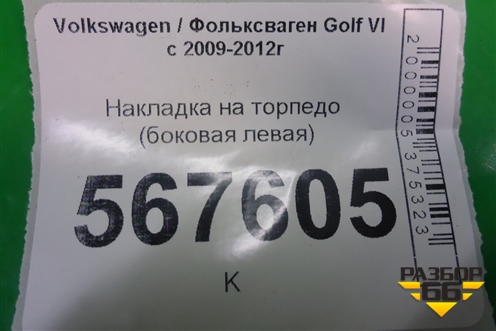 Volkswagen / Фольксваген Golf VI
с 2009-2012г
Накладка на торпедо
(боковая левая)
567605
К
2000005375323
РАЗБОР
66